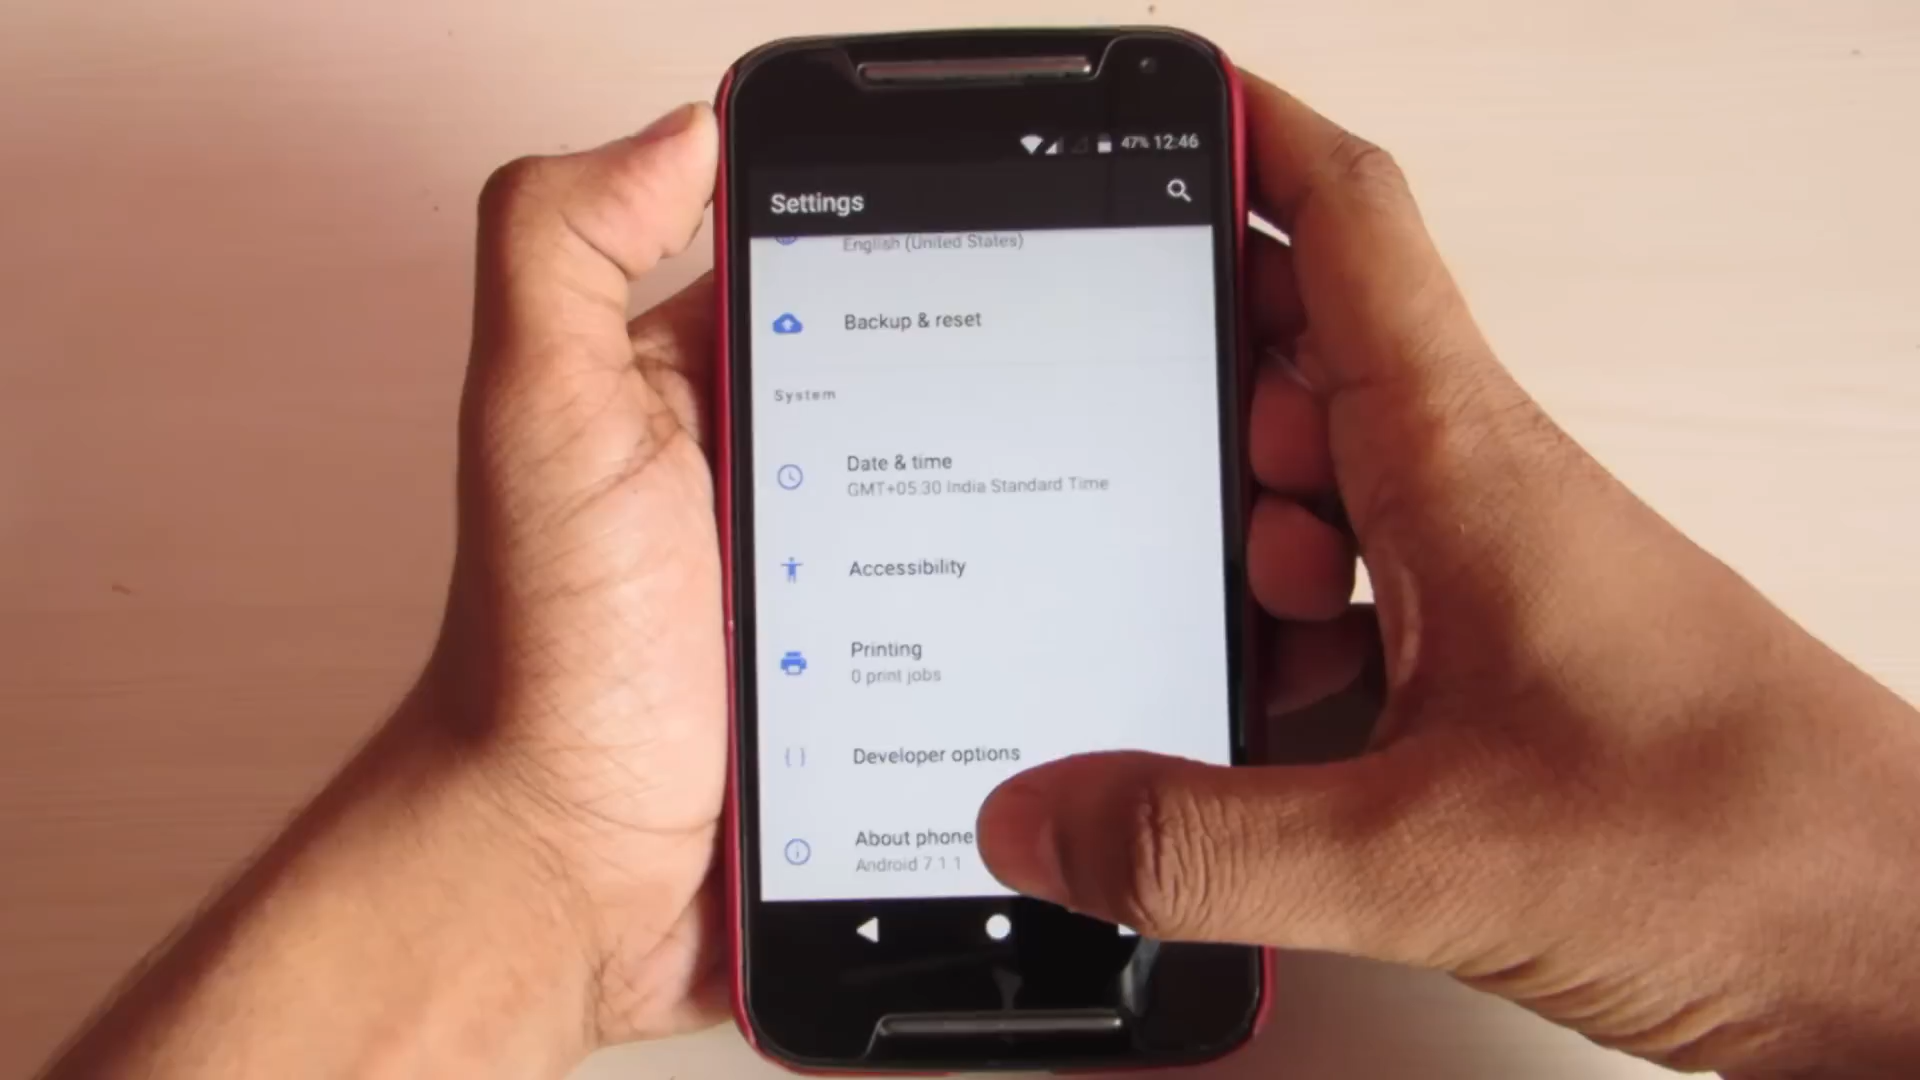 47% 12:46
Settings
English (United States)
Backup & reset
System
Date & time
GMT+05:30 India Standard Time
Accessibility
Printing
0 print jobs
Developer options
About phone
Android 7.1.1